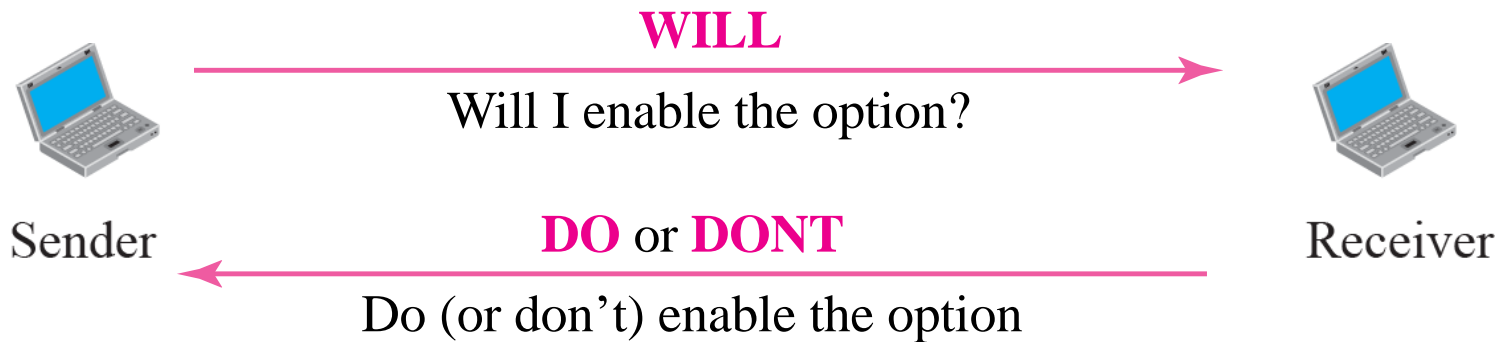 WILL
Will I enable the option?
Sender
Receiver
DO or DONT
Do (or don’t) enable the option